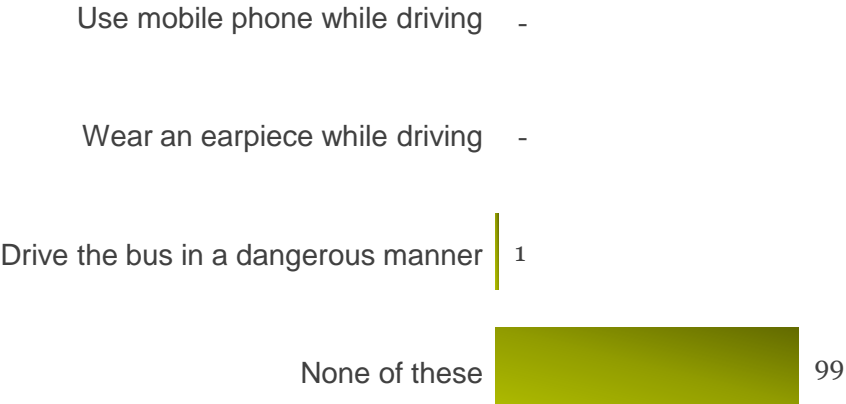 Use mobile phone while driving -
Wear an earpiece while driving -
Drive the bus in a dangerous manner 1
None of these 99